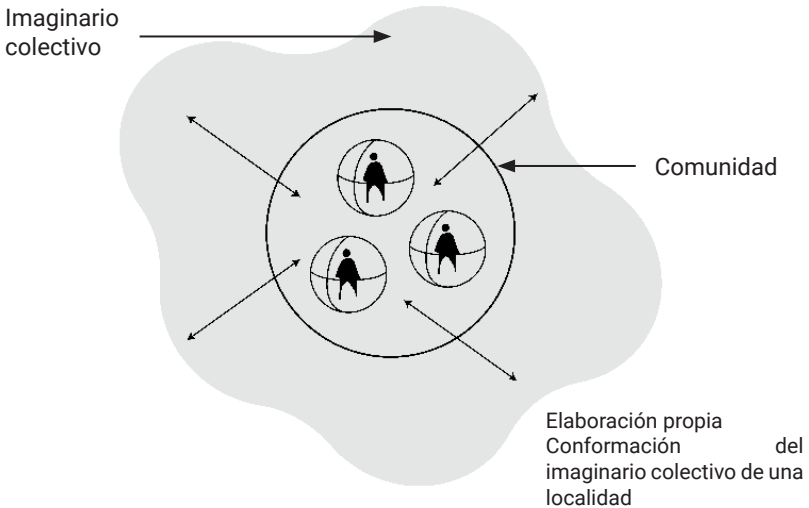 Imaginario
colectivo
Comunidad
Elaboración propia
Conformación del
imaginario colectivo de una
localidad